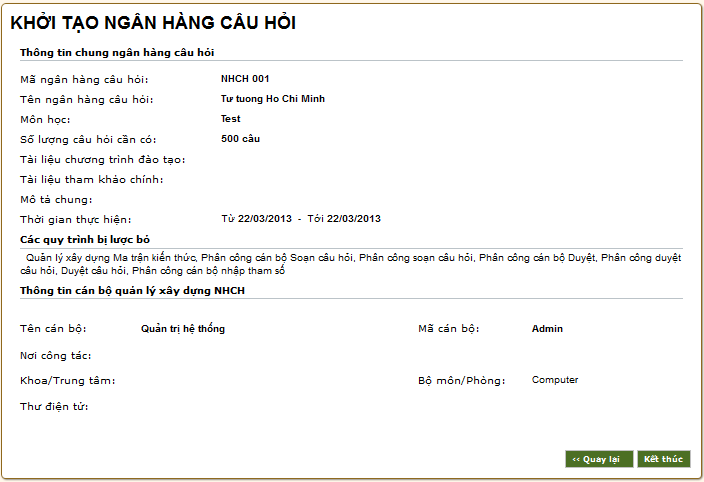 KHỞI TẠO NGÂN HÀNG CÂU HỎI
Thông tin chung ngân hàng câu hỏi
Mã ngân hàng câu hỏi: NHCH 001
Tên ngân hàng câu hỏi: Tư tuong Ho Chi Minh
Môn học: Test
Số lượng câu hỏi cần có: 500 câu
Tài liệu chương trình đào tạo:
Tài liệu tham khảo chính:
Mô tả chung:
Thời gian thực hiện: Từ 22/03/2013 - Tới 22/03/2013
Các quy trình bị lược bỏ
Quản lý xây dựng Ma trận kiến thức, Phân công cán bộ Soạn câu hỏi, Phân công soạn câu hỏi, Phân công cán bộ Duyệt, Phân công duyệt
câu hỏi, Duyệt câu hỏi, Phân công cán bộ nhập tham số
Thông tin cán bộ quản lý xây dựng NHCH
Tên cán bộ: Quản trị hệ thống Mã cán bộ: Admin
Nơi công tác:
Khoa/Trung tâm: Bộ môn/Phòng: Computer
Thư điện tử:
‹‹ Quay lại Kết thúc